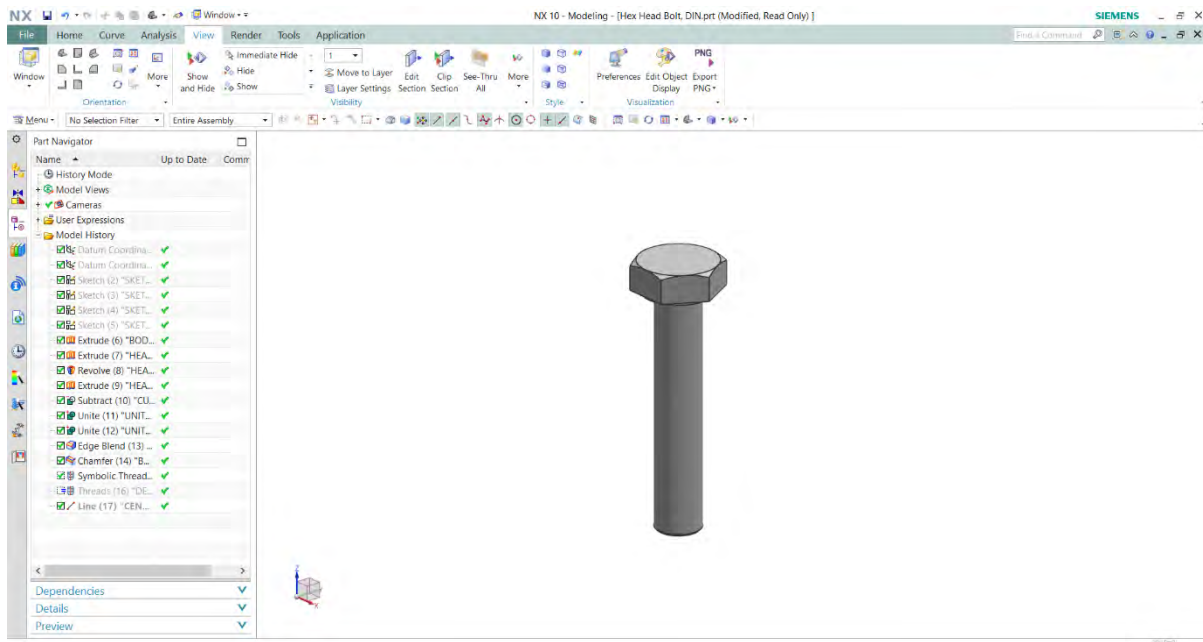 NX Window NX 10 - Modeling - [Hex Head Bolt, DIN.prt (Modified, Read Only) ] SIEMENS
File Home Curve Analysis View Render Tools Application Find a Command
Window
More
Orientation
Show and Hide
Immediate Hide
Hide
Show
1
Move to Layer
Layer Settings
Edit Section
Clip Section
See-Thru All
More
Visibility
Style
Preferences
Edit Object Display
PNG
Export PNG
Visualization
Menu No Selection Filter Entire Assembly
Part Navigator
Name Up to Date Comm
History Mode
Model Views
Cameras
User Expressions
Model History
Datum Coordina...
Datum Coordina...
Sketch (2) "SKET...
Sketch (3) "SKET...
Sketch (4) "SKET...
Sketch (5) "SKET...
Extrude (6) "BOD...
Extrude (7) "HEA...
Revolve (8) "HEA...
Extrude (9) "HEA...
Subtract (10) "CU...
Unite (11) "UNIT...
Unite (12) "UNIT...
Edge Blend (13) ...
Chamfer (14) "B...
Symbolic Thread...
Threads (16) "DE...
Line (17) "CEN...
Dependencies
Details
Preview
Z
X